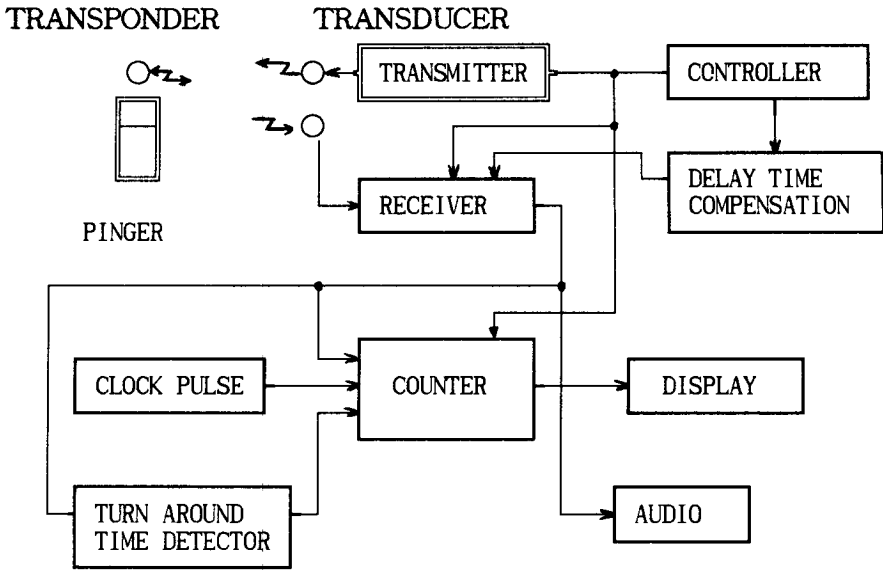 TRANSPONDER
TRANSDUCER
TRANSMITTER
CONTROLLER
RECEIVER
DELAY TIME
COMPENSATION
PINGER
CLOCK PULSE
COUNTER
DISPLAY
TURN AROUND
TIME DETECTOR
AUDIO